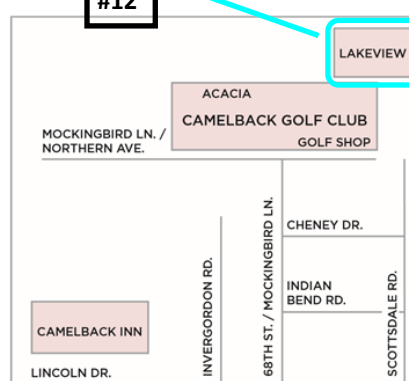 #12
LAKEVIEW
ACACIA
CAMELBACK GOLF CLUB
GOLF SHOP
MOCKINGBIRD LN. /
NORTHERN AVE.
INVERGORDON RD.
68TH ST. / MOCKINGBIRD LN.
CHENEY DR.
INDIAN
BEND RD.
SCOTTSDALE RD.
CAMELBACK INN
LINCOLN DR.